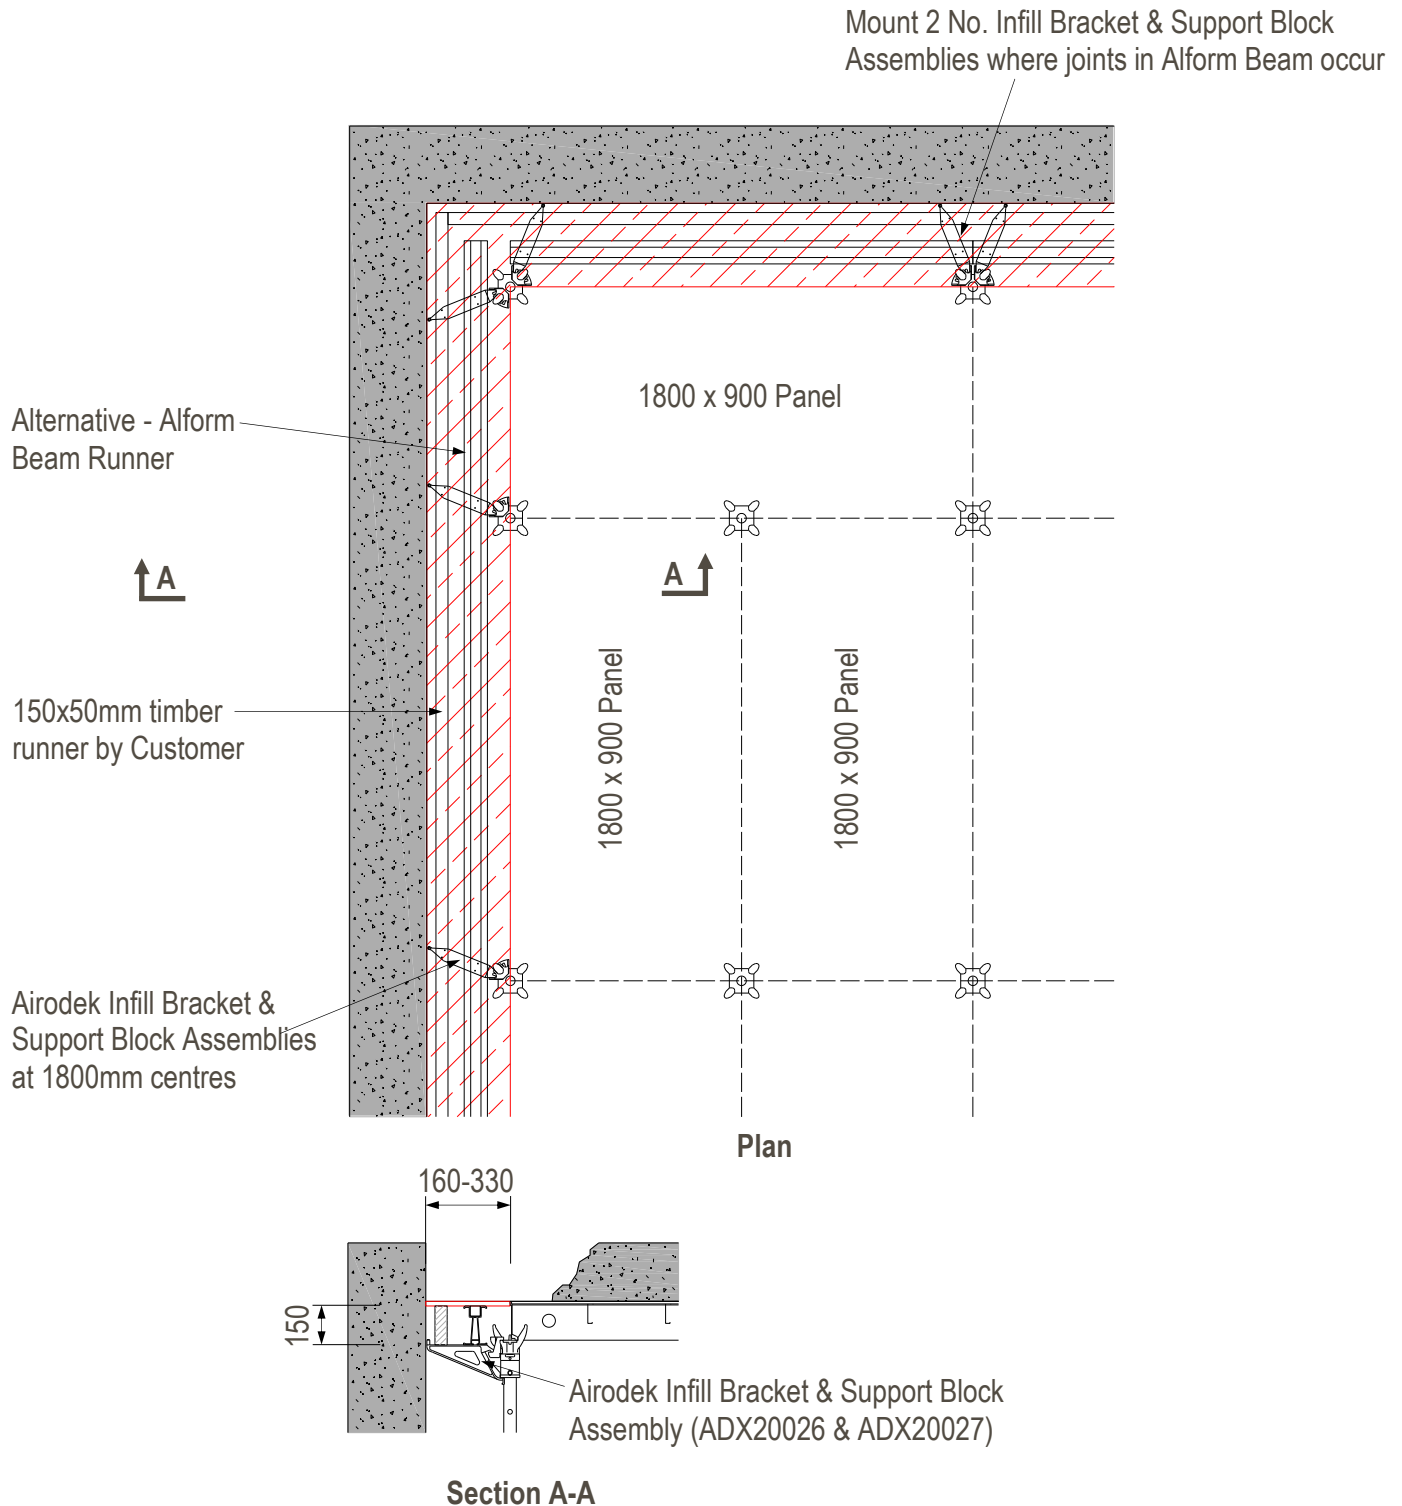 Mount 2 No. Infill Bracket & Support Block
Assemblies where joints in Alform Beam occur
1800 x 900 Panel
Alternative - Alform
Beam Runner
A
A
150x50mm timber
runner by Customer
1800 x 900 Panel
1800 x 900 Panel
Airodek Infill Bracket &
Support Block Assemblies
at 1800mm centres
Plan
160-330
150
Airodek Infill Bracket & Support Block
Assembly (ADX20026 & ADX20027)
Section A-A